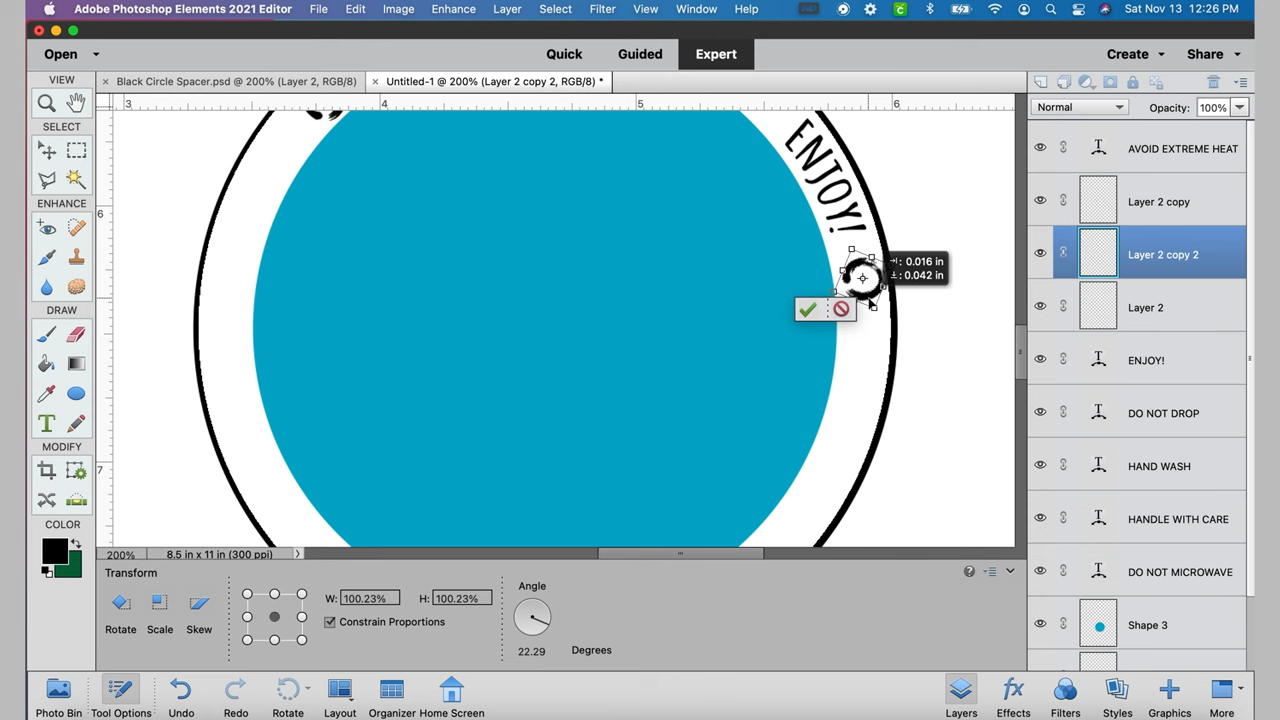 Adobe Photoshop Elements 2021 Editor File Edit Image Enhance Layer Select Filter View Window Help Sat Nov 13 12:26 PM
Open Quick Guided Expert Create Share
VIEW × Black Circle Spacer.psd @ 200% (Layer 2, RGB/8) × Untitled-1 @ 200% (Layer 2 copy 2, RGB/8) *
3 4 5 6
Normal Opacity: 100%
SELECT
ENJOY!
AVOID EXTREME HEAT
ENHANCE
6
Layer 2 copy
Layer 2 copy 2
: 0.016 in
: 0.042 in
DRAW
Layer 2
ENJOY!
DO NOT DROP
MODIFY
7
HAND WASH
COLOR
HANDLE WITH CARE
200% 8.5 in x 11 in (300 ppi)
Transform
DO NOT MICROWAVE
Angle
W: 100.23% H: 100.23%
Constrain Proportions
Rotate Scale Skew
Shape 3
22.29 Degrees
Photo Bin Tool Options Undo Redo Rotate Layout Organizer Home Screen Layers Effects Filters Styles Graphics More